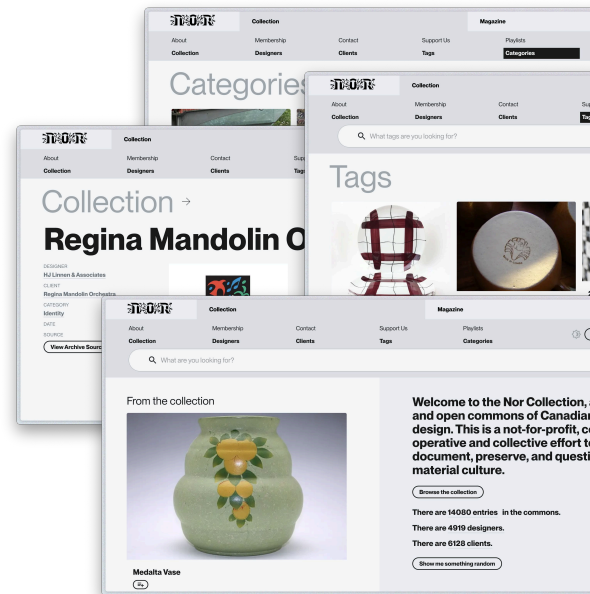 NOR
Collection
Magazine
About
Membership
Contact
Support Us
Playlists
Collection
Designers
Clients
Tags
Categories
Categories
NOR
Collection
About
Membership
Contact
Collection
Designers
Clients
What tags are you looking for?
Tags
NOR
Collection
About
Membership
Contact
Collection
Designers
Clients
Collection →
Regina Mandolin O
DESIGNER
HJ Linnen & Associates
CLIENT
Regina Mandolin Orchestra
CATEGORY
Identity
DATE
SOURCE
View Archive Sourc
NOR
Collection
Magazine
About
Membership
Contact
Support Us
Playlists
Collection
Designers
Clients
Tags
Categories
What are you looking for?
From the collection
Medalta Vase
Welcome to the Nor Collection,
and open commons of Canadian
design. This is a not-for-profit, co
operative and collective effort to
document, preserve, and questi
material culture.
Browse the collection
There are 14080 entries in the commons.
There are 4919 designers.
There are 6128 clients.
Show me something random